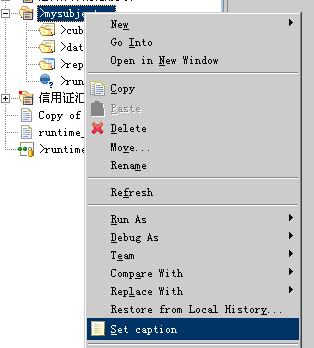 >mysubje
New
>cub
Go Into
>dat
Open in New Window
>rep
>run
Copy
信用证汇
Paste
Copy of
Delete
runtime_
Move...
>runtime
Rename
Refresh
Run As
Debug As
Team
Compare With
Replace With
Restore from Local History...
Set caption